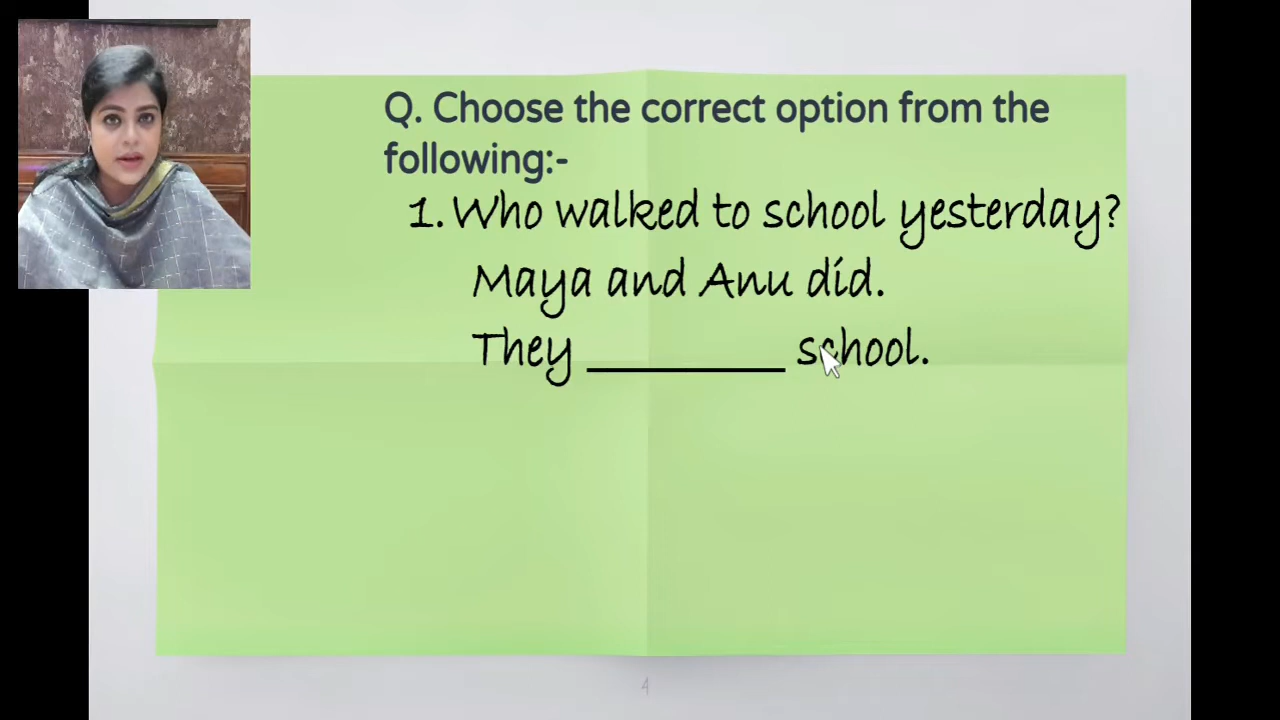 Q. Choose the correct option from the
following:-
1. Who walked to school yesterday?
Maya and Anu did.
They __________ school.
4